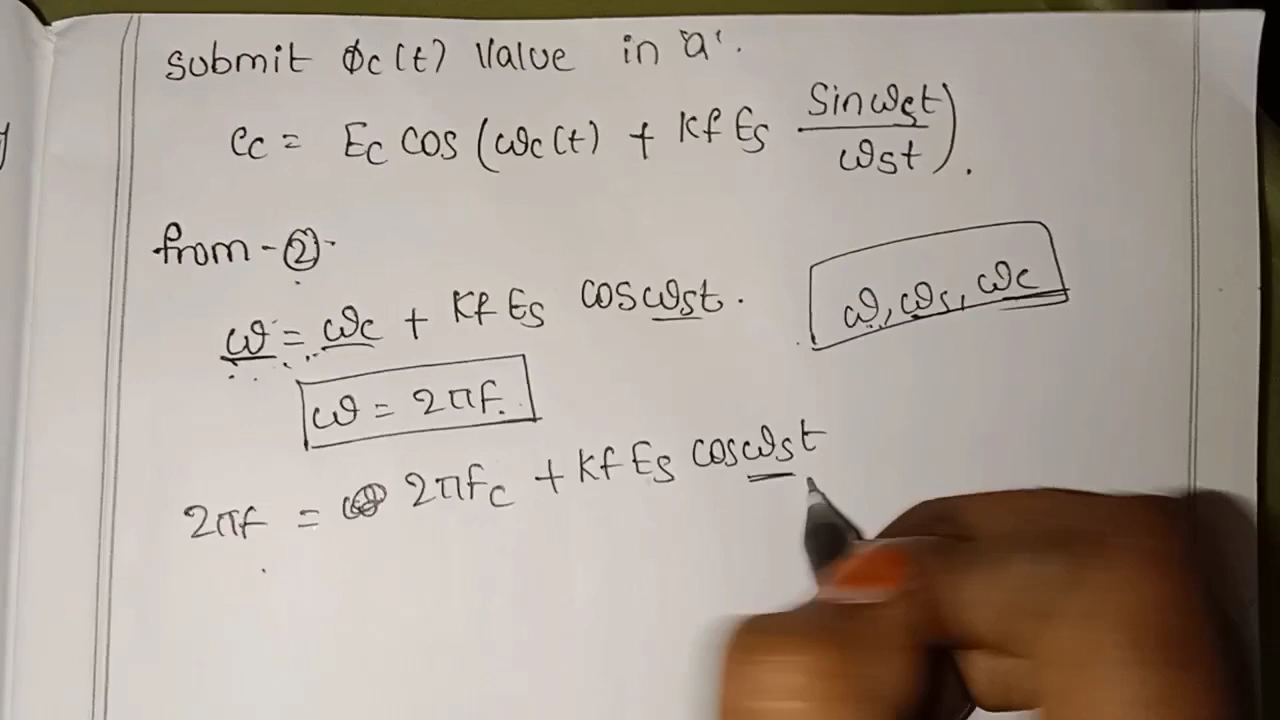 submit ϕc(t) value in 'a'.
ec = Ec cos (ωc(t) + Kf Es Sinωst / ωst).
from - ②.
ω = ωc + Kf Es cosωst.
ω, ωs, ωc
ω = 2πf.
2πf = 2πfc + Kf Es cosωst